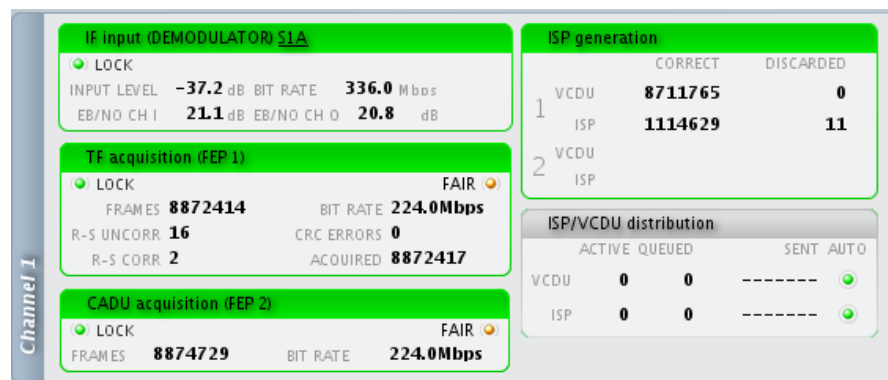 Channel 1
IF input (DEMODULATOR) S1A
LOCK
INPUT LEVEL -37.2 dB BIT RATE 336.0 Mbps
EB/NO CH I 21.1 dB EB/NO CH Q 20.8 dB
TF acquisition (FEP 1)
LOCK FAIR
FRAMES 8872414 BIT RATE 224.0Mbps
R-S UNCORR 16 CRC ERRORS 0
R-S CORR 2 ACQUIRED 8872417
CADU acquisition (FEP 2)
LOCK FAIR
FRAMES 8874729 BIT RATE 224.0Mbps
ISP generation
CORRECT DISCARDED
1 VCDU 8711765 0
ISP 1114629 11
2 VCDU
ISP
ISP/VCDU distribution
ACTIVE QUEUED SENT AUTO
VCDU 0 0 -------
ISP 0 0 -------